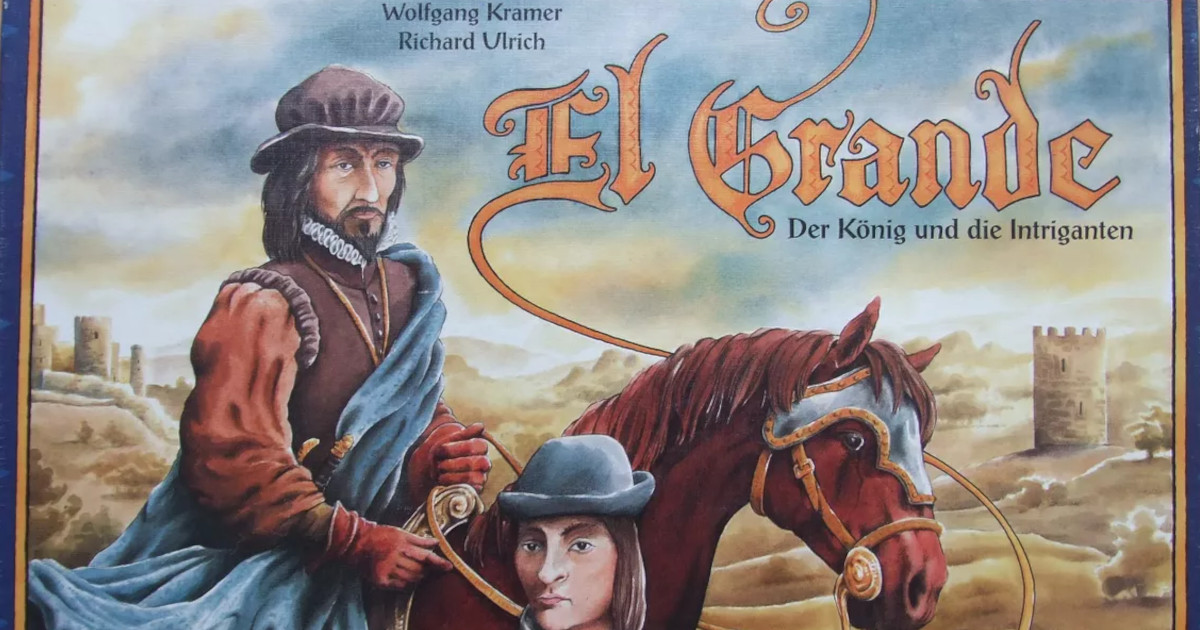 Wolfgang Kramer
Richard Ulrich
El Grande
Der König und die Intriganten